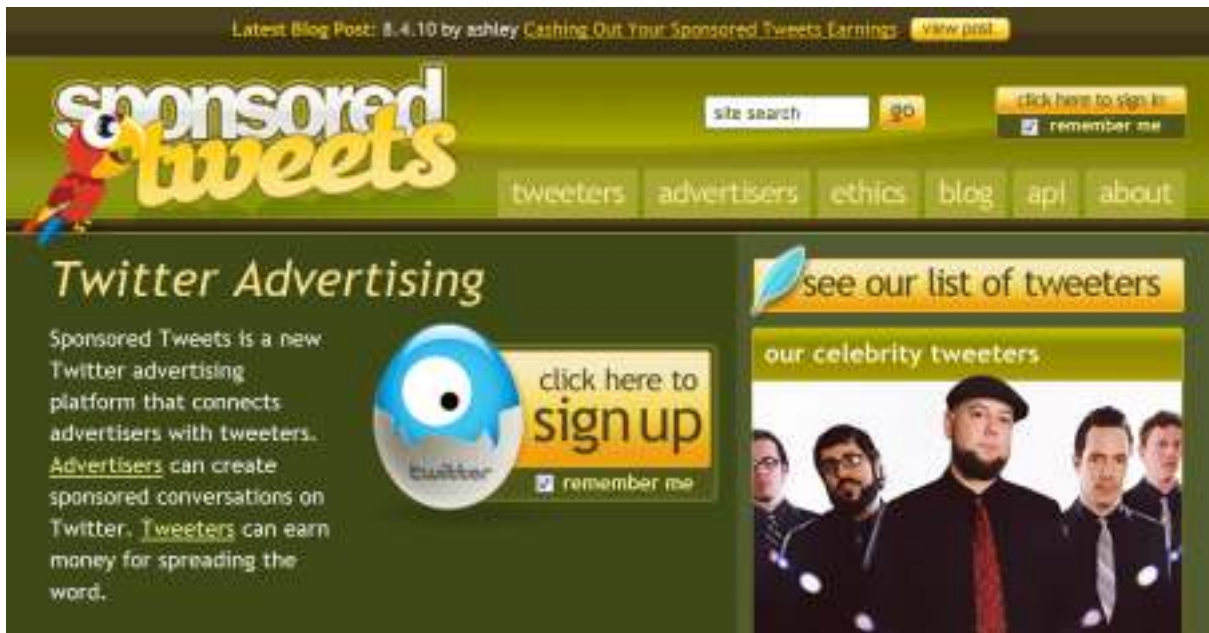 Latest Blog Post: 8.4.10 by ashley Cashing Out Your Sponsored Tweets Earnings view post
sponsored
tweets
site search go
click here to sign in
remember me
tweeters advertisers ethics blog api about
Twitter Advertising
Sponsored Tweets is a new
Twitter advertising
platform that connects
advertisers with tweeters.
Advertisers can create
sponsored conversations on
Twitter. Tweeters can earn
money for spreading the
word.
twitter
click here to
sign up
remember me
see our list of tweeters
our celebrity tweeters